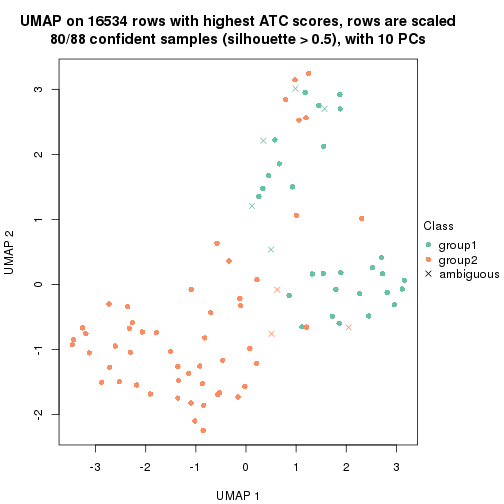 UMAP on 16534 rows with highest ATC scores, rows are scaled
80/88 confident samples (silhouette > 0.5), with 10 PCs
3
2
1
0
-1
-2
UMAP 2
-3
-2
-1
0
1
2
3
UMAP 1
Class
group1
group2
ambiguous